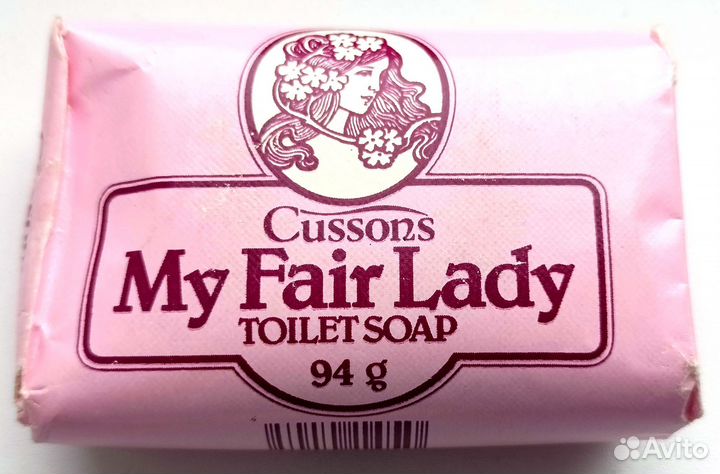 Cussons
My Fair Lady
TOILET SOAP
94 g
Avito